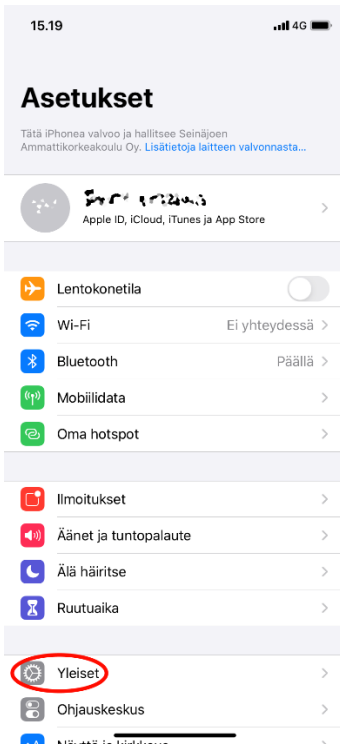 15.19
4G
Asetukset
Tätä iPhonea valvoo ja hallitsee Seinäjoen
Ammattikorkeakoulu Oy. Lisätietoja laitteen valvonnasta...
Apple ID, iCloud, iTunes ja App Store
Lentokonetila
Wi-Fi Ei yhteydessä
Bluetooth Päällä
Mobiilidata
Oma hotspot
Ilmoitukset
Äänet ja tuntopalaute
Älä häiritse
Ruutuaika
Yleiset
Ohjauskeskus